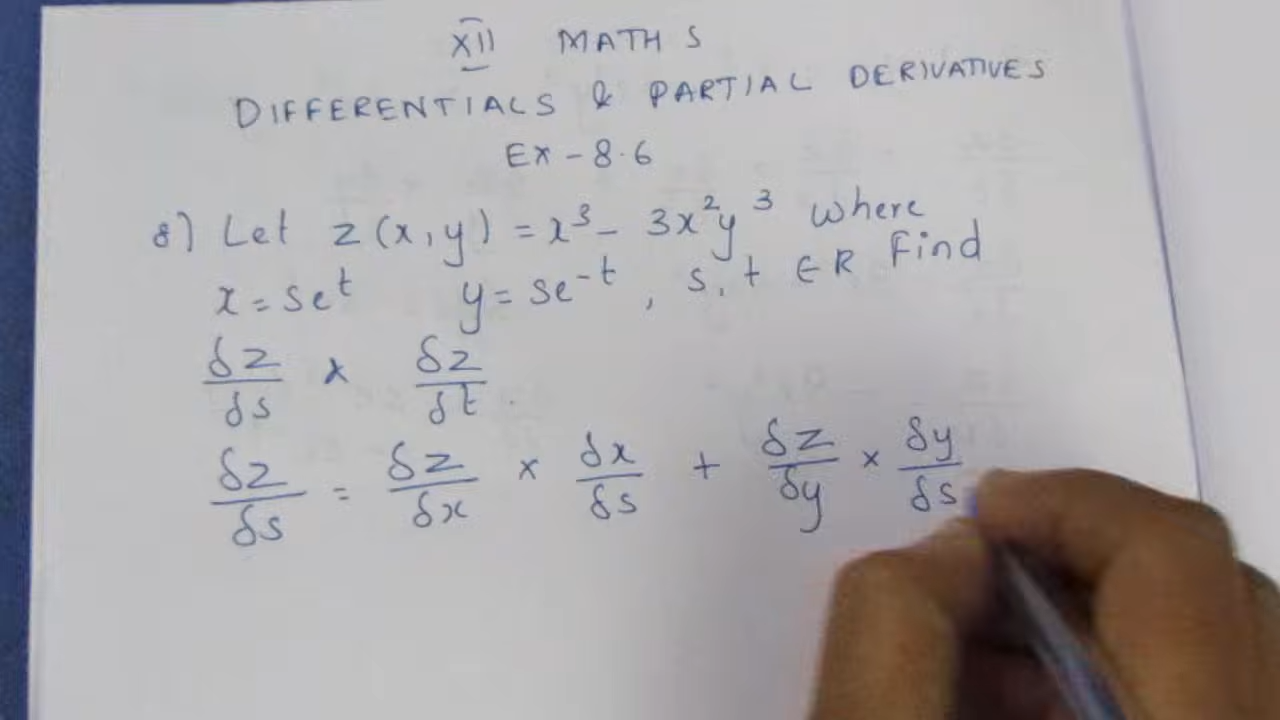 XII MATHS
DIFFERENTIALS & PARTIAL DERIVATIVES
EX - 8.6
8) Let z(x,y) = x³ - 3x²y³ where
x = se^t y = se^-t , s, t ∈ R Find
δz/δs & δz/δt.
δz/δs = δz/δx × δx/δs + δz/δy × δy/δs